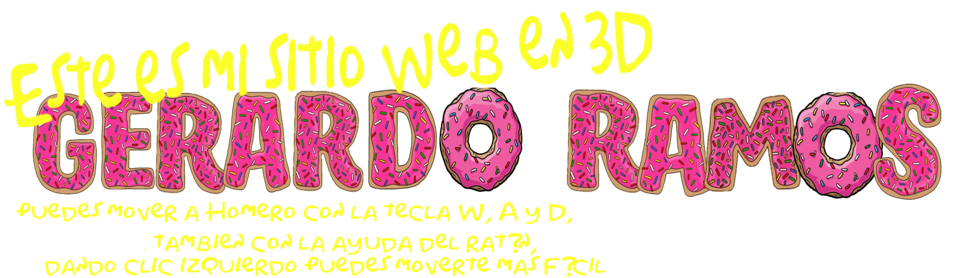 Este es mi sitio web en 3D
GERARDO RAMOS
Puedes mover a Homero con la tecla W, A y D,
tambien con la ayuda del rat?n,
dando clic izquierdo puedes moverte mas f?cil